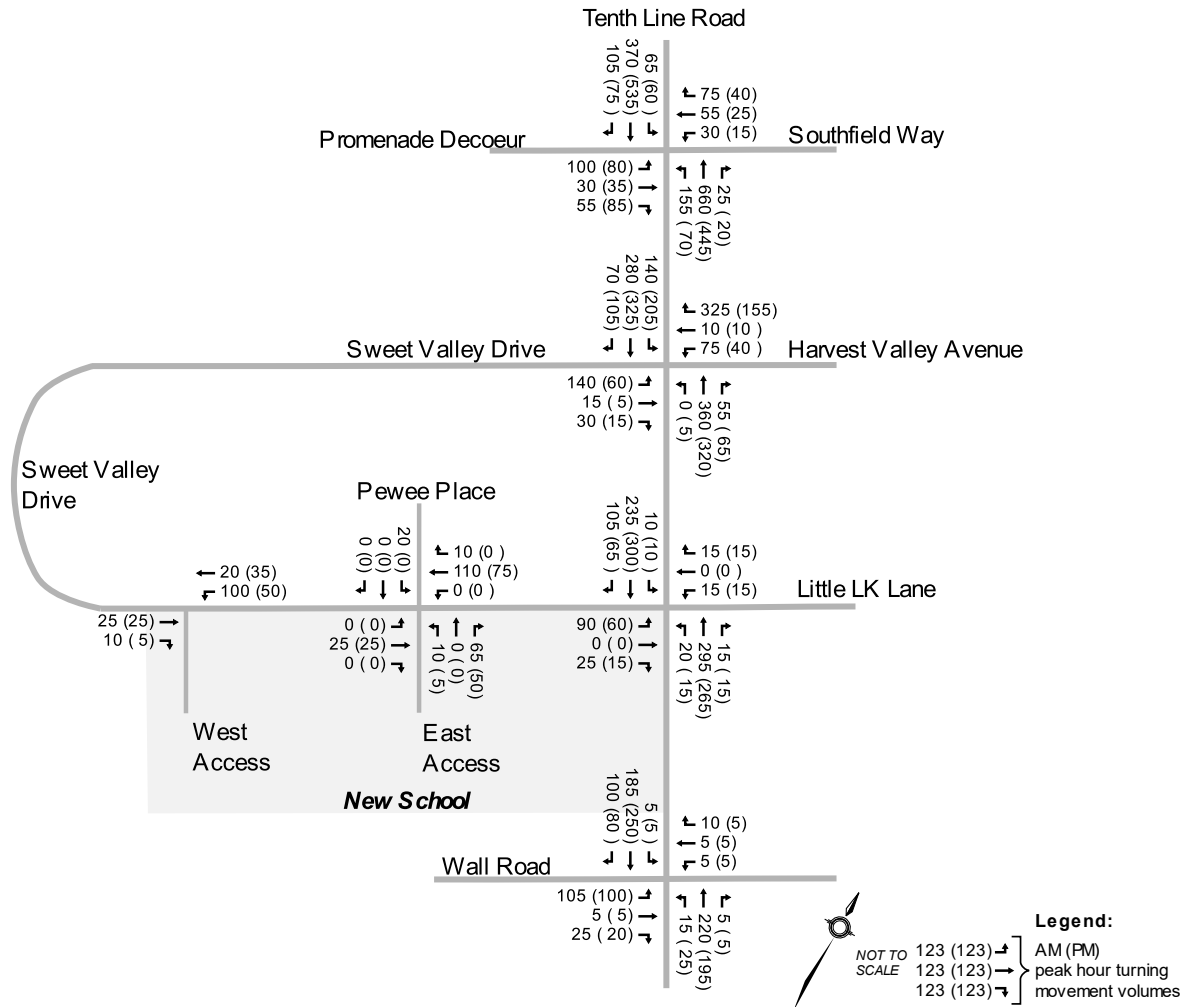 Tenth Line Road
105 (75 )
370 (535)
65 (60 )
75 (40)
55 (25)
30 (15)
Promenade Decoeur
Southfield Way
100 (80)
30 (35)
55 (85)
155 ( 70)
660 (445)
25 ( 20)
70 (105)
280 (325)
140 (205)
325 (155)
10 (10 )
75 (40 )
Sweet Valley Drive
Harvest Valley Avenue
140 (60)
15 ( 5)
30 (15)
0 ( 5)
360 (320)
55 ( 65)
Sweet Valley
Drive
Pewee Place
0 (0)
0 (0)
20 (0)
10 (0 )
110 (75)
0 (0 )
105 (65 )
235 (300)
10 (10 )
15 (15)
0 (0 )
15 (15)
20 (35)
100 (50)
Little LK Lane
25 (25)
10 ( 5)
0 ( 0)
25 (25)
0 ( 0)
10 ( 5)
0 ( 0)
65 (50)
90 (60)
0 ( 0)
25 (15)
20 ( 15)
295 (265)
15 ( 15)
West
Access
East
Access
New School
100 (80 )
185 (250)
5 (5 )
10 (5)
5 (5)
5 (5)
Wall Road
105 (100)
5 ( 5)
25 ( 20)
15 ( 25)
220 (195)
5 ( 5)
Legend:
NOT TO
SCALE
123 (123)
123 (123)
123 (123)
AM (PM)
peak hour turning
movement volumes